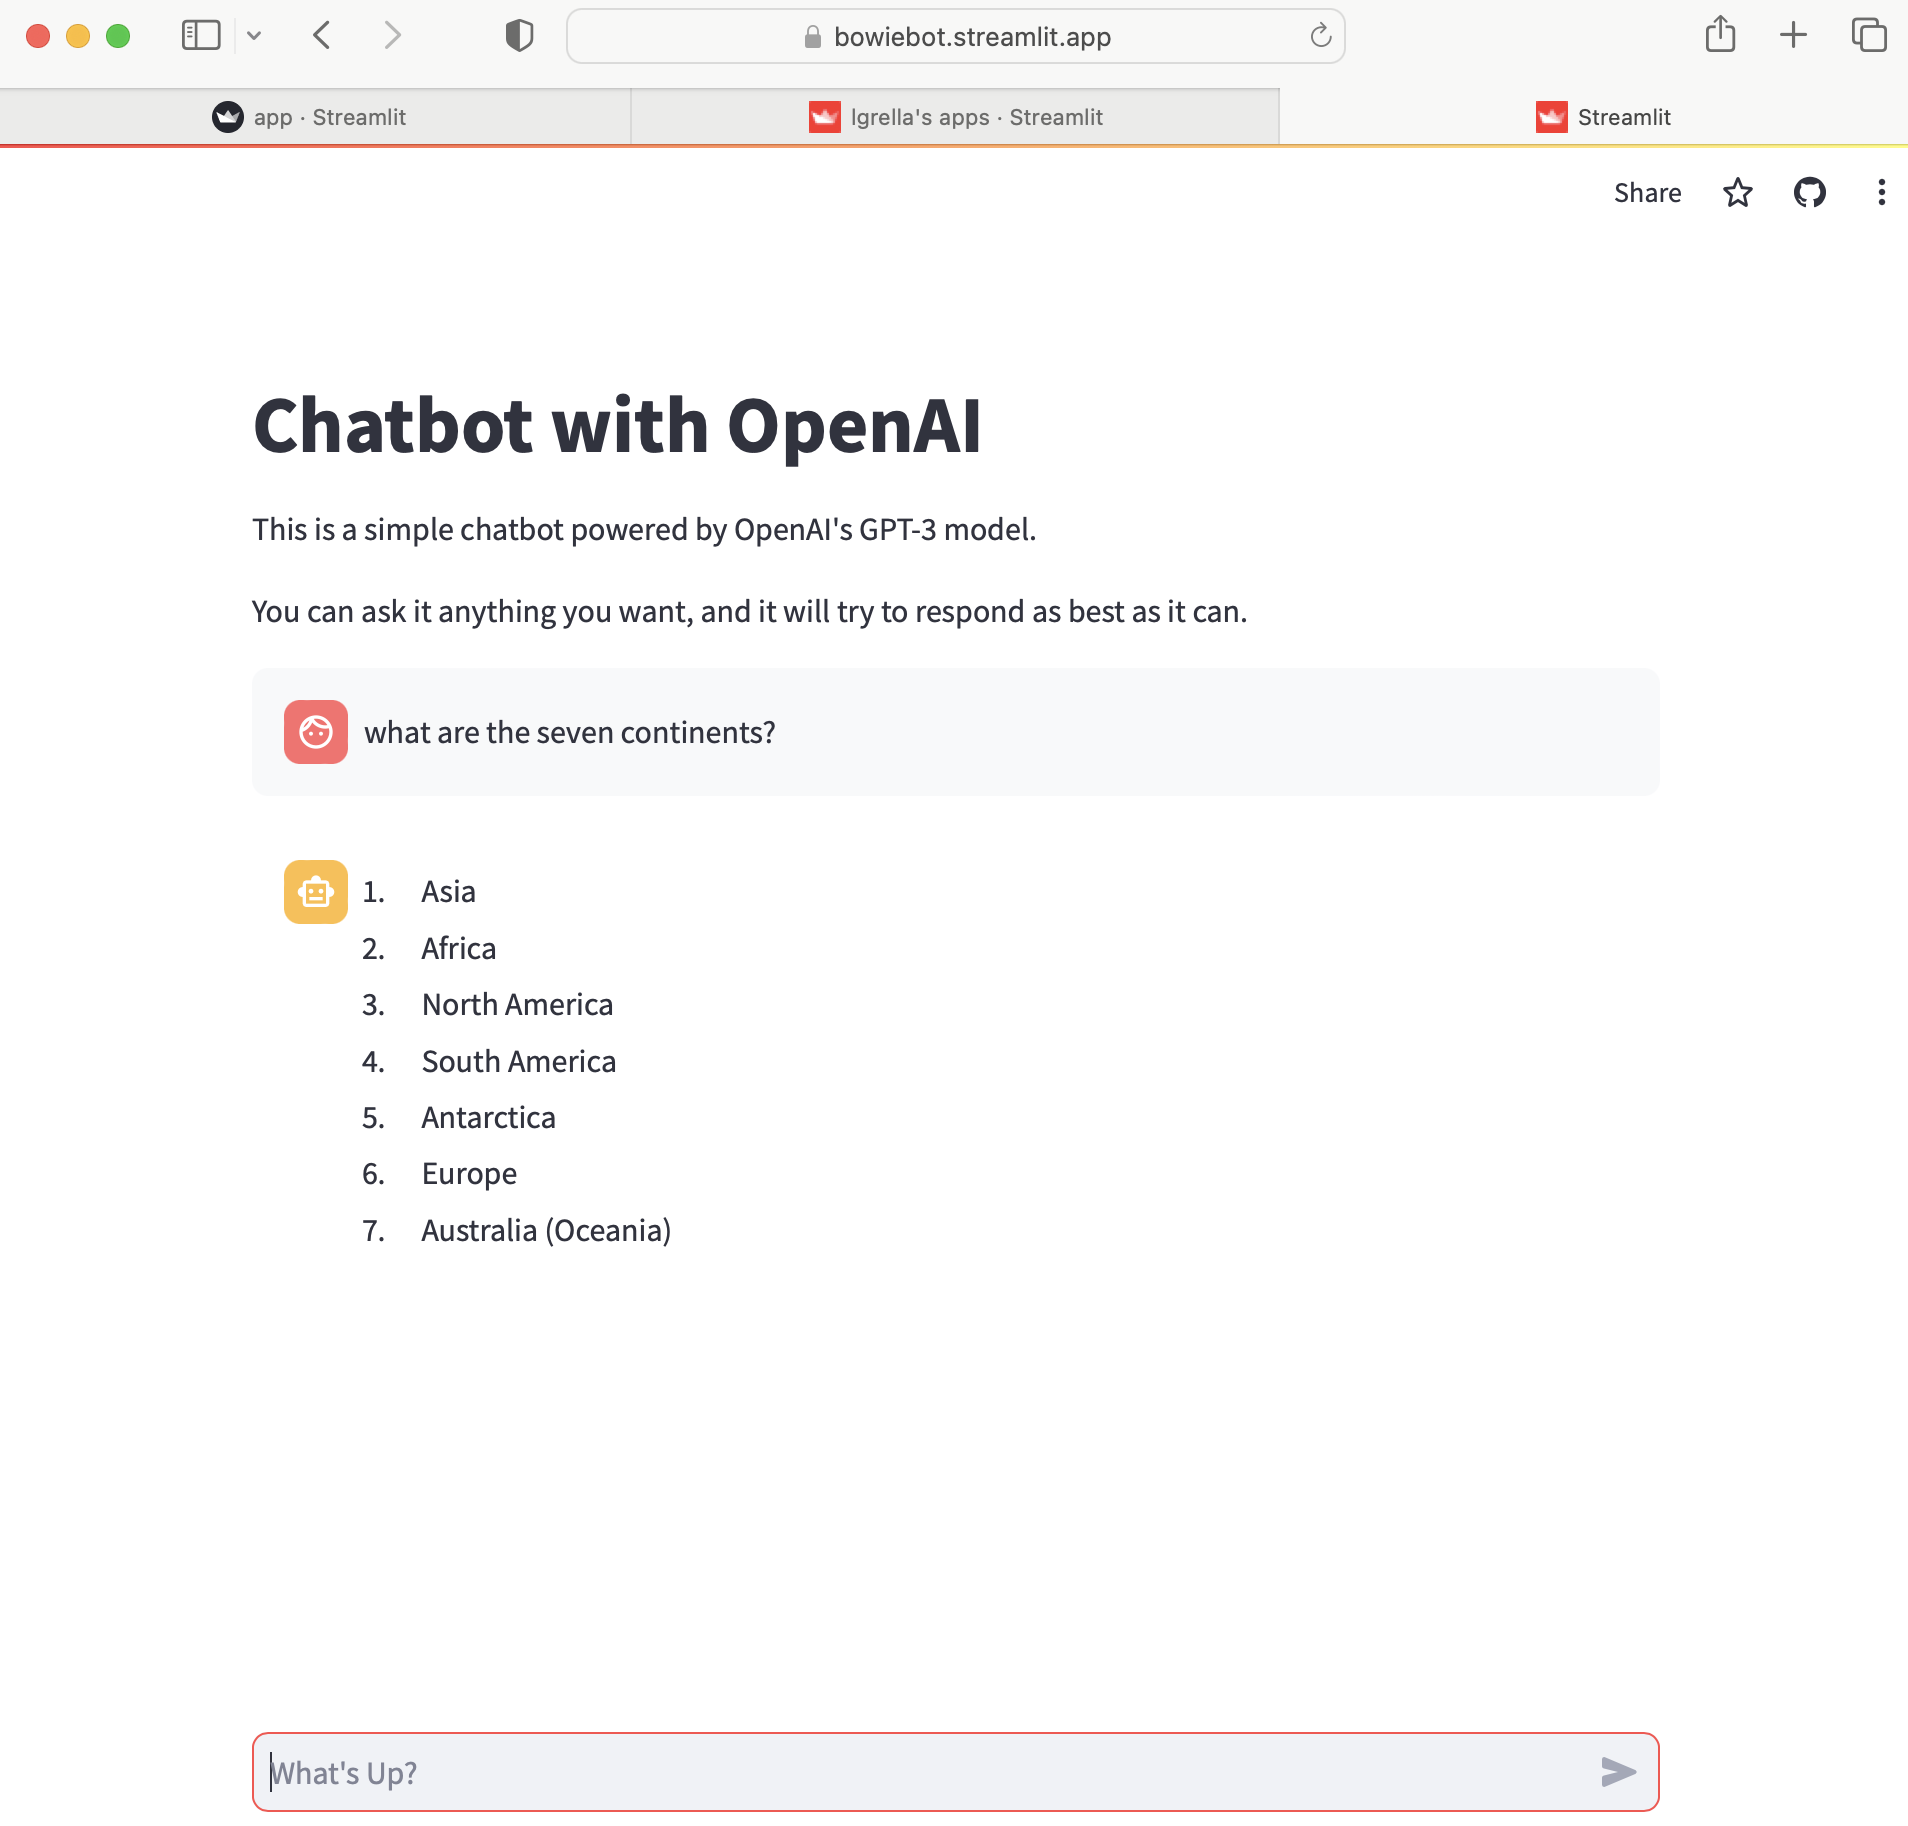 bowiebot.streamlit.app
app · Streamlit
lgrella's apps · Streamlit
Streamlit
Share
Chatbot with OpenAI
This is a simple chatbot powered by OpenAI's GPT-3 model.
You can ask it anything you want, and it will try to respond as best as it can.
what are the seven continents?
1. Asia
2. Africa
3. North America
4. South America
5. Antarctica
6. Europe
7. Australia (Oceania)
What's Up?